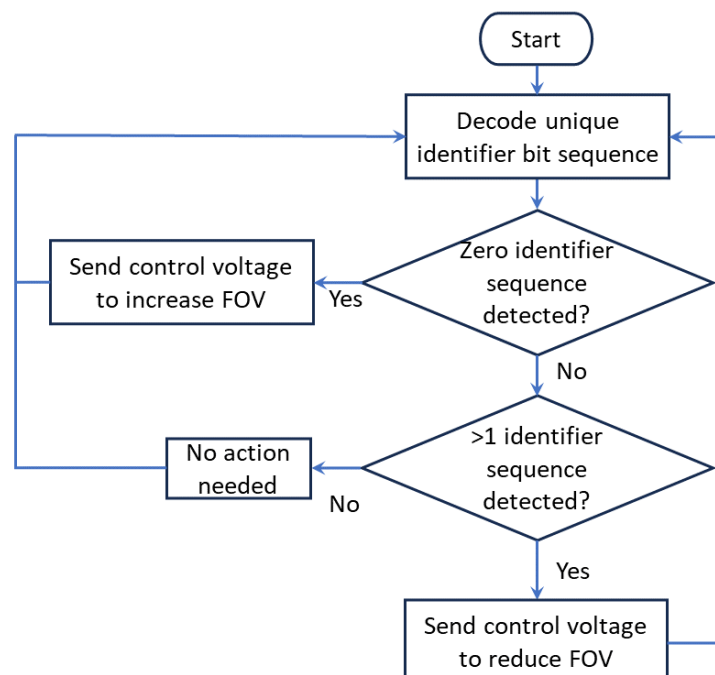 Start
Decode unique
identifier bit sequence
Zero identifier
sequence
detected?
Send control voltage
to increase FOV
Yes
No
>1 identifier
sequence
detected?
No action
needed
No
Yes
Send control voltage
to reduce FOV